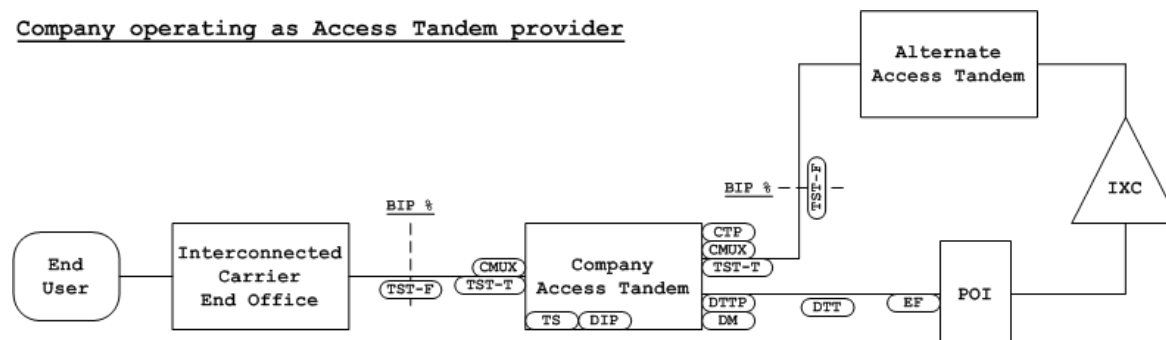 Company operating as Access Tandem provider
Alternate
Access Tandem
IXC
BIP %
TST-F
BIP %
End
User
Interconnected
Carrier
End Office
TST-F
CMUX
TST-T
Company
Access Tandem
TS
DIP
CTP
CMUX
TST-T
DTTP
DM
DTT
EF
POI